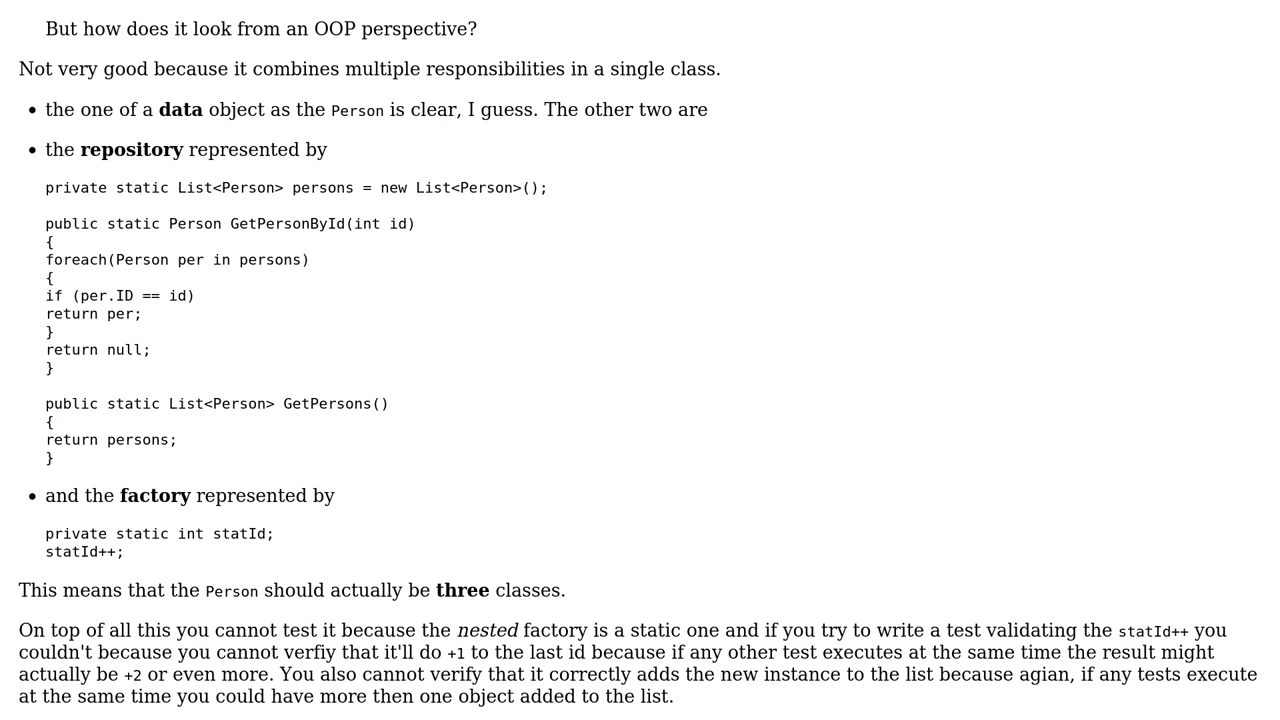 But how does it look from an OOP perspective?
Not very good because it combines multiple responsibilities in a single class.
• the one of a data object as the Person is clear, I guess. The other two are
• the repository represented by
private static List<Person> persons = new List<Person>();
public static Person GetPersonById(int id)
{
foreach(Person per in persons)
{
if (per.ID == id)
return per;
}
return null;
}
public static List<Person> GetPersons()
{
return persons;
}
• and the factory represented by
private static int statId;
statId++;
This means that the Person should actually be three classes.
On top of all this you cannot test it because the nested factory is a static one and if you try to write a test validating the statId++ you
couldn't because you cannot verfiy that it'll do +1 to the last id because if any other test executes at the same time the result might
actually be +2 or even more. You also cannot verify that it correctly adds the new instance to the list because agian, if any tests execute
at the same time you could have more then one object added to the list.